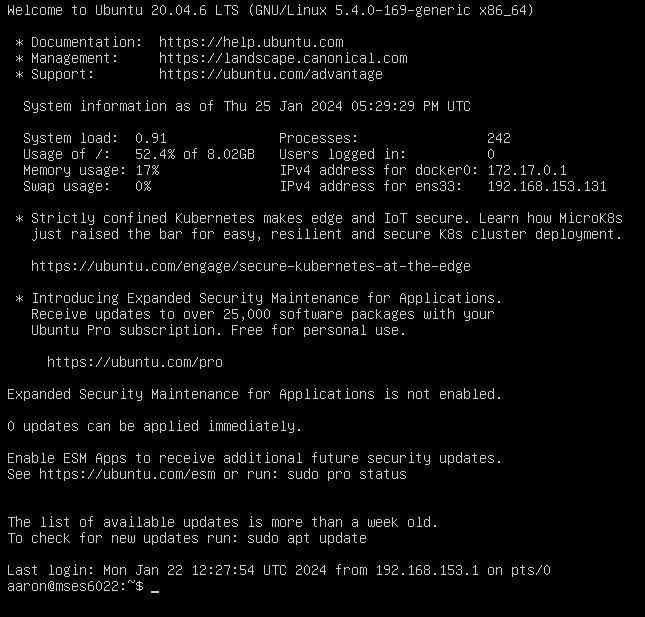 Welcome to Ubuntu 20.04.6 LTS (GNU/Linux 5.4.0-169-generic x86_64)
* Documentation: https://help.ubuntu.com
* Management: https://landscape.canonical.com
* Support: https://ubuntu.com/advantage
System information as of Thu 25 Jan 2024 05:29:29 PM UTC
System load: 0.91 Processes: 242
Usage of /: 52.4% of 8.02GB Users logged in: 0
Memory usage: 17% IPv4 address for docker0: 172.17.0.1
Swap usage: 0% IPv4 address for ens33: 192.168.153.131
* Strictly confined Kubernetes makes edge and IoT secure. Learn how MicroK8s
just raised the bar for easy, resilient and secure K8s cluster deployment.
https://ubuntu.com/engage/secure-kubernetes-at-the-edge
* Introducing Expanded Security Maintenance for Applications.
Receive updates to over 25,000 software packages with your
Ubuntu Pro subscription. Free for personal use.
https://ubuntu.com/pro
Expanded Security Maintenance for Applications is not enabled.
0 updates can be applied immediately.
Enable ESM Apps to receive additional future security updates.
See https://ubuntu.com/esm or run: sudo pro status
The list of available updates is more than a week old.
To check for new updates run: sudo apt update
Last login: Mon Jan 22 12:27:54 UTC 2024 from 192.168.153.1 on pts/0
aaron@mses6022:~$ _